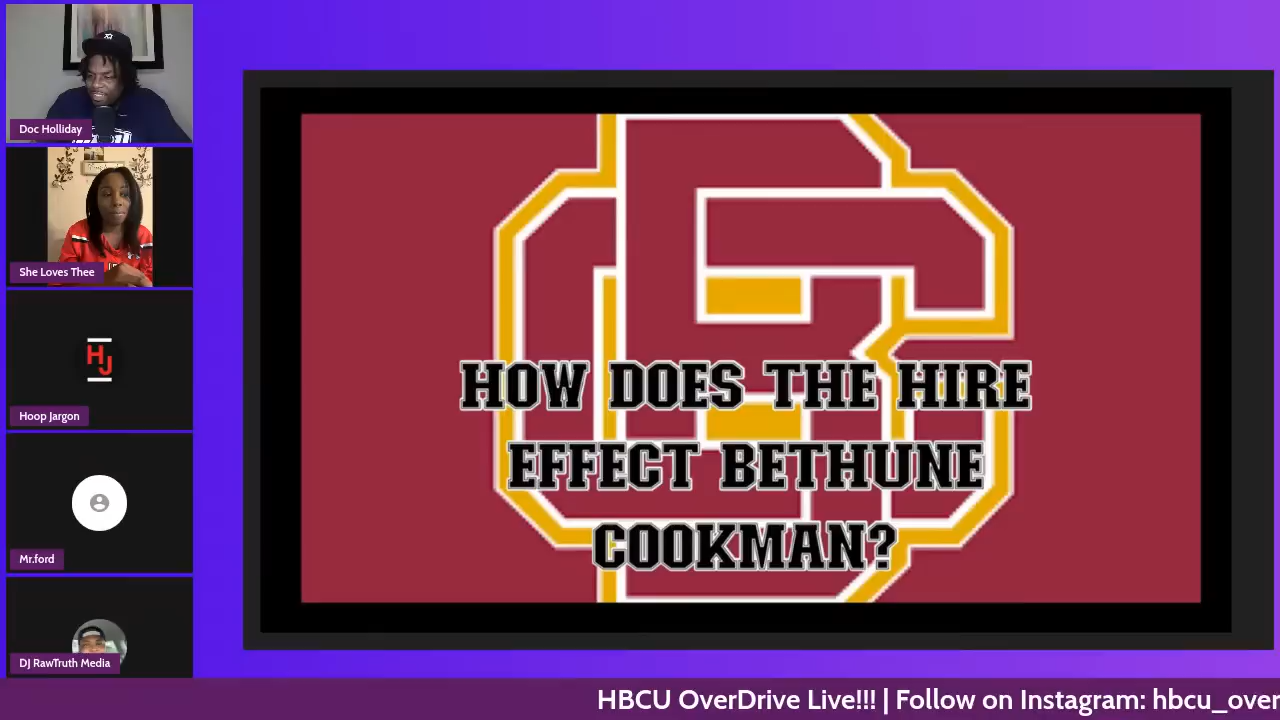 Doc Holliday
She Loves Thee
HJ
Hoop Jargon
Mr.ford
DJ RawTruth Media
HOW DOES THE HIRE
EFFECT BETHUNE
COOKMAN?
HBCU OverDrive Live!!! | Follow on Instagram: hbcu_over